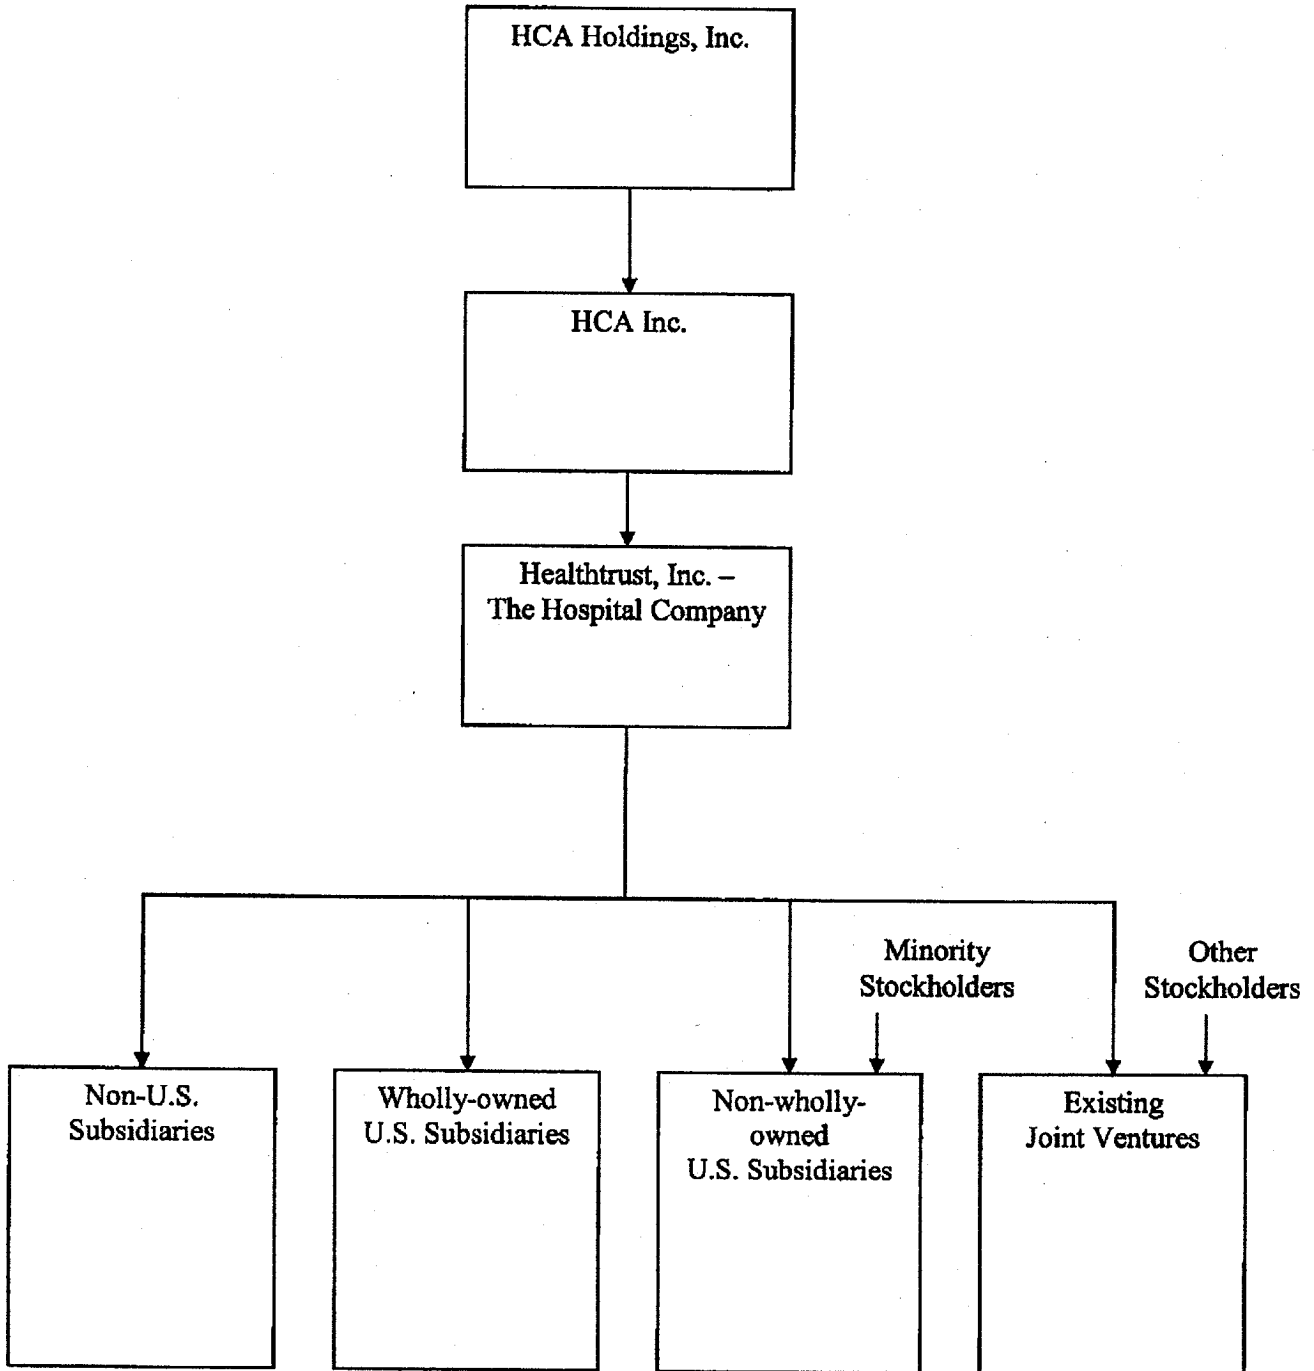 HCA Holdings, Inc.
HCA Inc.
Healthtrust, Inc. –
The Hospital Company
Minority
Stockholders
Other
Stockholders
Non-U.S.
Subsidiaries
Wholly-owned
U.S. Subsidiaries
Non-wholly-
owned
U.S. Subsidiaries
Existing
Joint Ventures